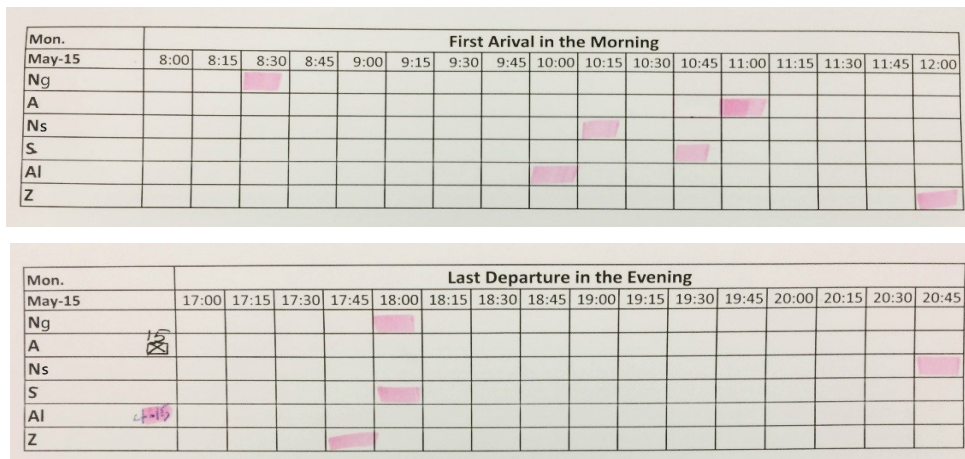 Mon. First Arival in the Morning
May-15 8:00 8:15 8:30 8:45 9:00 9:15 9:30 9:45 10:00 10:15 10:30 10:45 11:00 11:15 11:30 11:45 12:00
Ng
A
Ns
S
Al
Z
Mon. Last Departure in the Evening
May-15 17:00 17:15 17:30 17:45 18:00 18:15 18:30 18:45 19:00 19:15 19:30 19:45 20:00 20:15 20:30 20:45
Ng
A 15
Ns
S
Al 4-15
Z